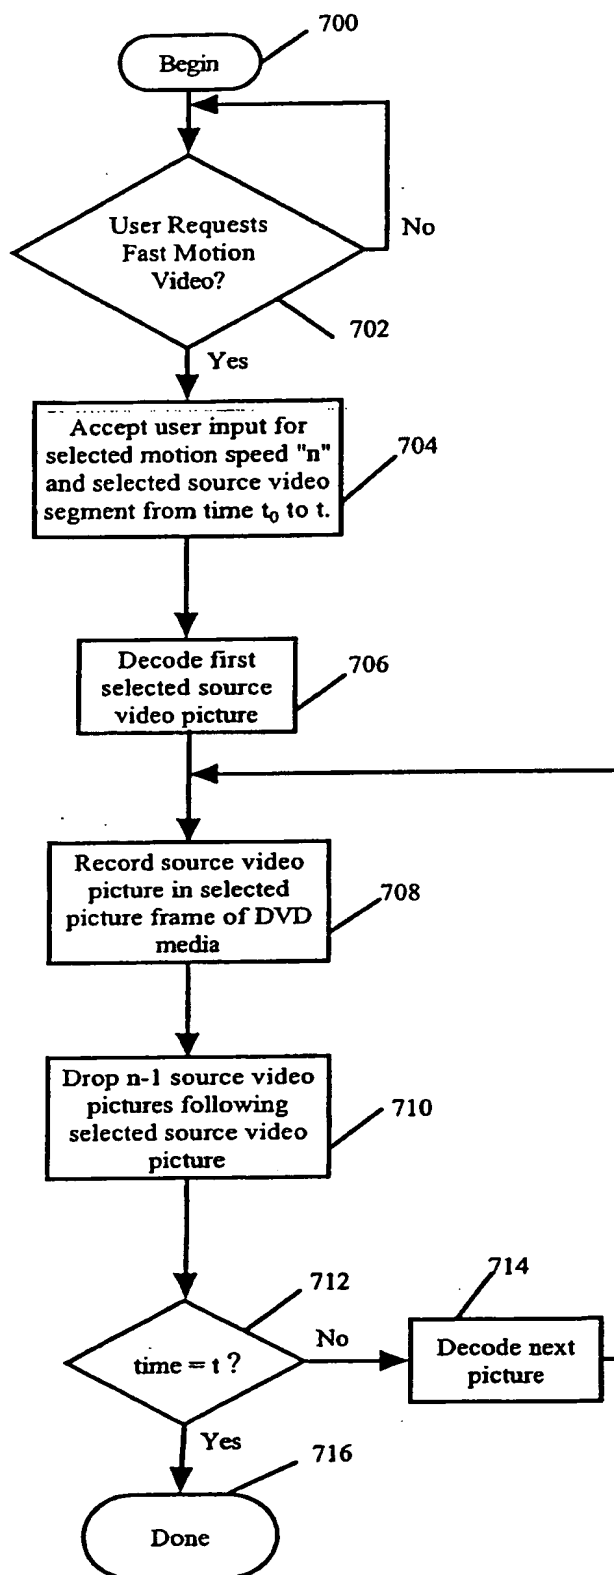 700
Begin
User Requests
Fast Motion
Video?
No
702
Yes
Accept user input for
selected motion speed "n"
and selected source video
segment from time t₀ to t.
704
Decode first
selected source
video picture
706
Record source video
picture in selected
picture frame of DVD
media
708
Drop n-1 source video
pictures following
selected source video
picture
710
712
time = t ?
No
714
Decode next
picture
Yes
716
Done